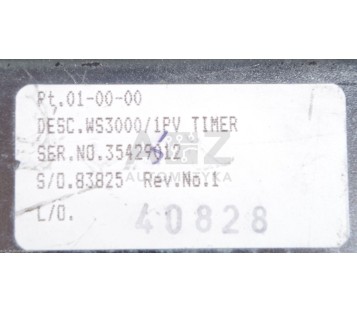 Pt.01-00-00
DESC.WS3000/1PV TIMER
SER.NO.35429012
S/O.83825 Rev.No.1
L/O. 40828